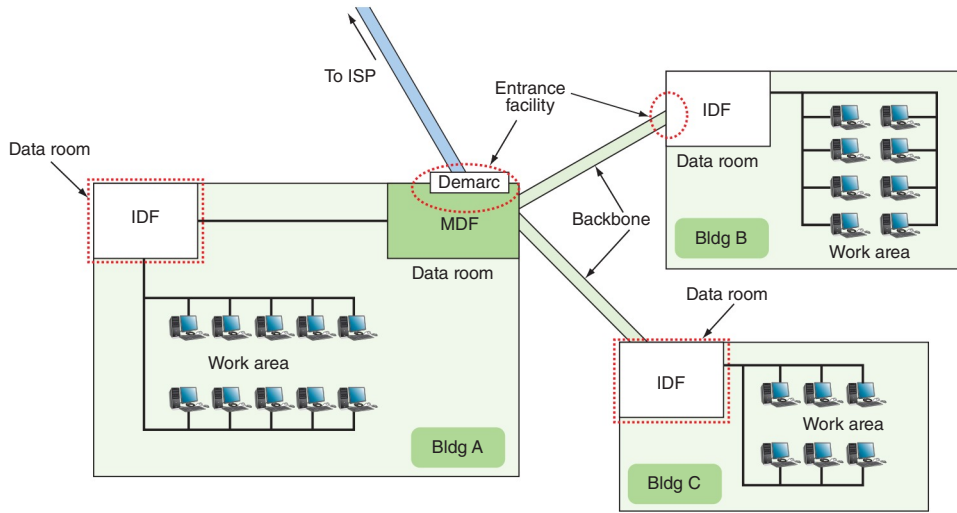 To ISP
Entrance
facility
IDF
Data room
Data room
Demarc
IDF
MDF
Backbone
Bldg B
Work area
Data room
Data room
Work area
IDF
Work area
Bldg A
Bldg C